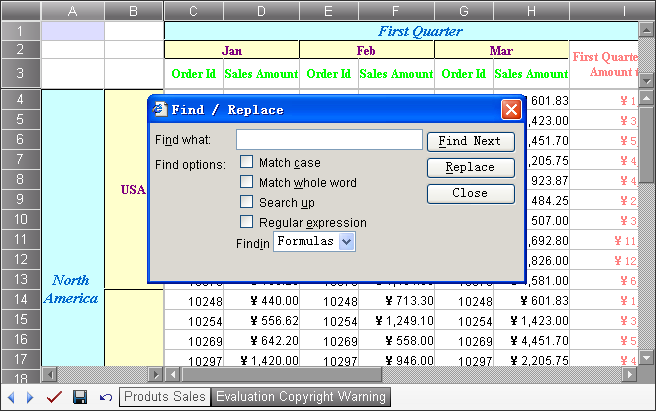 A B C D E F G H I
1 First Quarter
2 Jan Feb Mar First Quarter
3 Order Id Sales Amount Order Id Sales Amount Order Id Sales Amount Amount
4 601.83 ¥ 1
5 ,423.00 ¥ 3
6 ,451.70 ¥ 5
7 ,205.75 ¥ 4
8 923.87 ¥ 4
9 USA 484.25 ¥ 2
10 507.00 ¥ 3
11 ,692.80 ¥ 11
12 ,826.00 ¥ 12
13 North ,581.00 ¥ 6
14 America 10248 ¥ 440.00 10248 ¥ 713.30 10248 ¥ 601.83 ¥ 1
15 10254 ¥ 556.62 10254 ¥ 1,249.10 10254 ¥ 1,423.00 ¥ 3
16 10269 ¥ 642.20 10269 ¥ 558.00 10269 ¥ 4,451.70 ¥ 5
17 10297 ¥ 1,420.00 10297 ¥ 946.00 10297 ¥ 2,205.75 ¥ 4
18
Find / Replace
Find what: Find Next
Find options: Match case Replace
Match whole word Close
Search up
Regular expression
Findin Formulas
Produts Sales Evaluation Copyright Warning